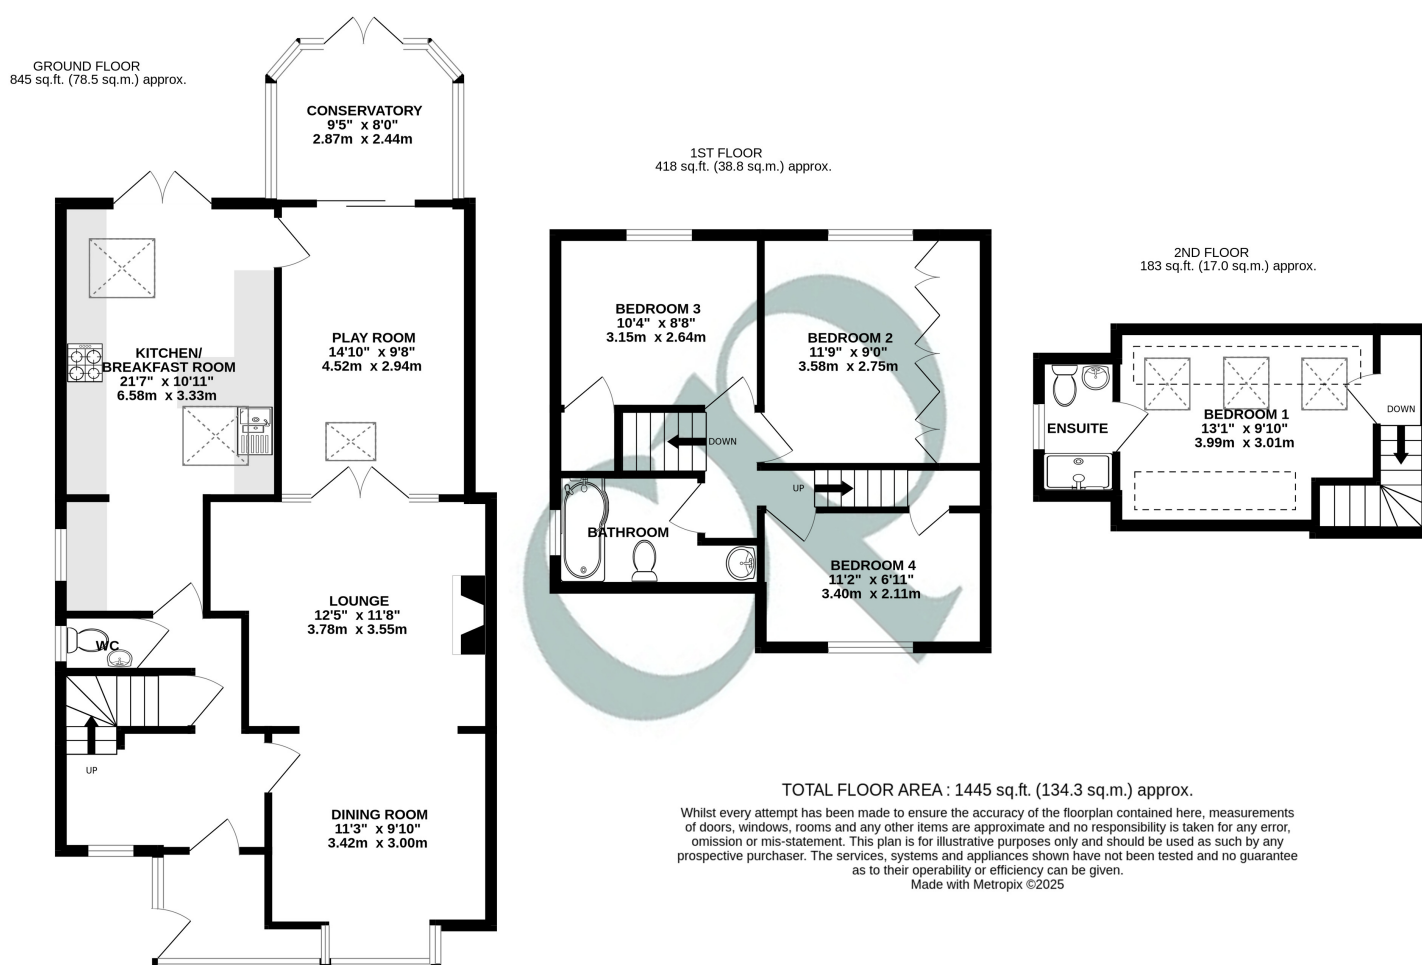 GROUND FLOOR
845 sq.ft. (78.5 sq.m.) approx.
CONSERVATORY
9'5" x 8'0"
2.87m x 2.44m
KITCHEN/
BREAKFAST ROOM
21'7" x 10'11"
6.58m x 3.33m
PLAY ROOM
14'10" x 9'8"
4.52m x 2.94m
LOUNGE
12'5" x 11'8"
3.78m x 3.55m
WC
UP
DINING ROOM
11'3" x 9'10"
3.42m x 3.00m
1ST FLOOR
418 sq.ft. (38.8 sq.m.) approx.
BEDROOM 3
10'4" x 8'8"
3.15m x 2.64m
BEDROOM 2
11'9" x 9'0"
3.58m x 2.75m
DOWN
UP
BATHROOM
BEDROOM 4
11'2" x 6'11"
3.40m x 2.11m
2ND FLOOR
183 sq.ft. (17.0 sq.m.) approx.
ENSUITE
BEDROOM 1
13'1" x 9'10"
3.99m x 3.01m
DOWN
TOTAL FLOOR AREA : 1445 sq.ft. (134.3 sq.m.) approx.
Whilst every attempt has been made to ensure the accuracy of the floorplan contained here, measurements
of doors, windows, rooms and any other items are approximate and no responsibility is taken for any error,
omission or mis-statement. This plan is for illustrative purposes only and should be used as such by any
prospective purchaser. The services, systems and appliances shown have not been tested and no guarantee
as to their operability or efficiency can be given.
Made with Metropix ©2025